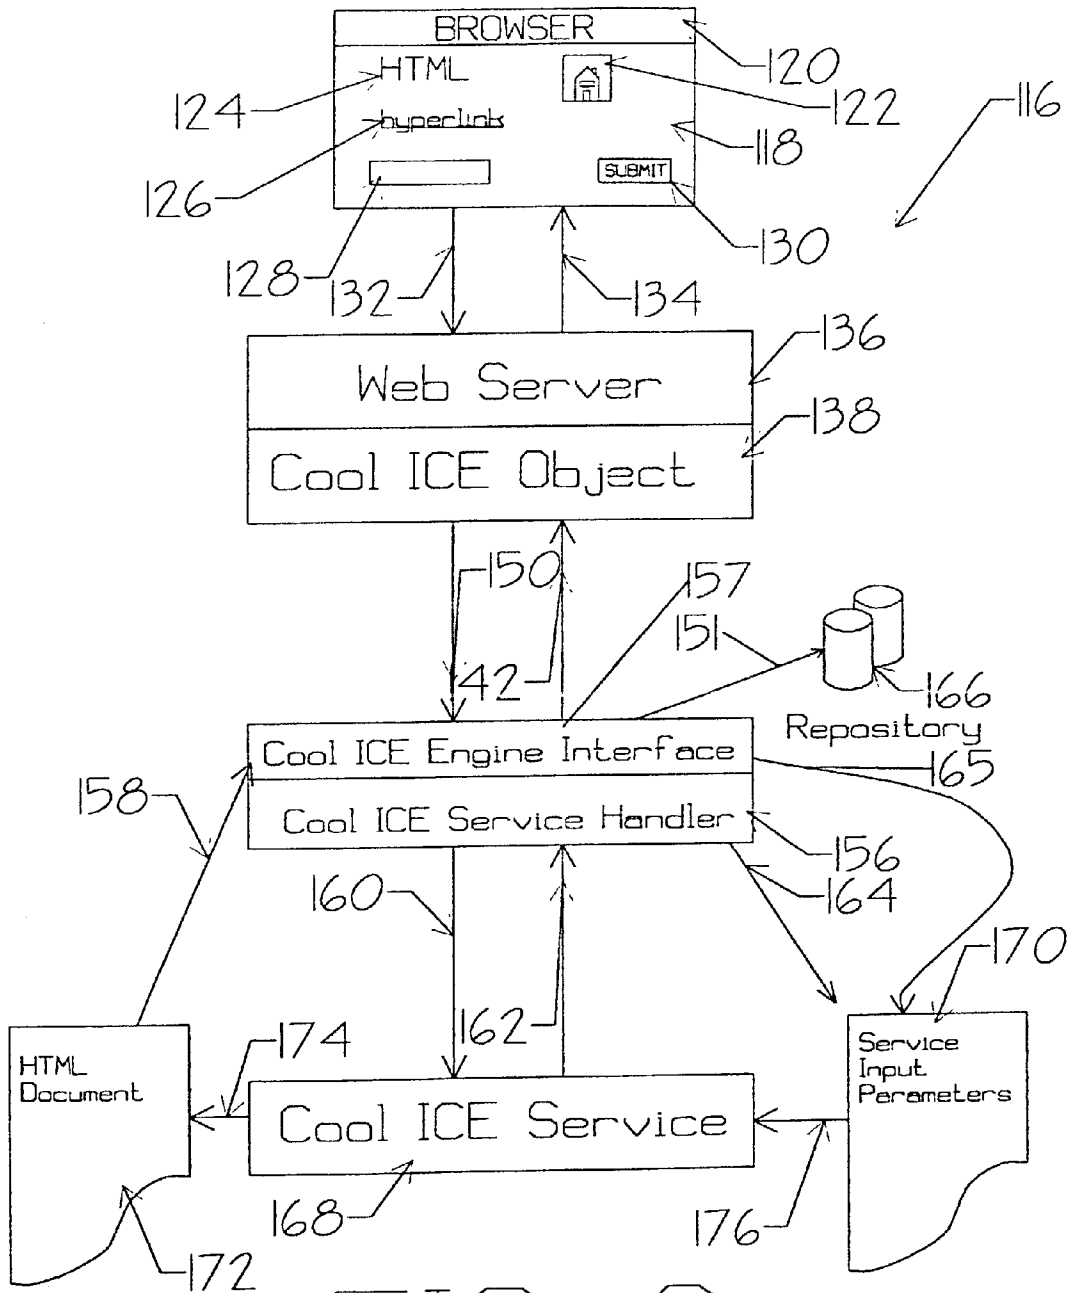 BROWSER
HTML
120
124
122
116
hyperlink
118
126
SUBMIT
128
130
132
134
136
Web Server
138
Cool ICE Object
150
157
151
142
166
Repository
Cool ICE Engine Interface
165
158
Cool ICE Service Handler
156
160
164
170
162
174
HTML
Document
Service
Input
Parameters
Cool ICE Service
168
176
172